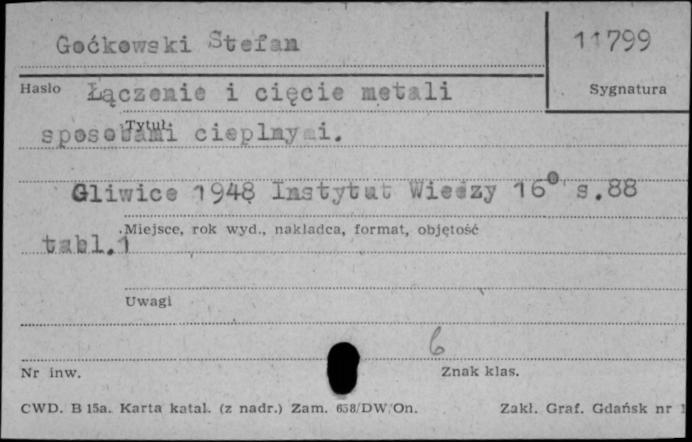 Goćkowski Stefan 11799
Hasło Łączenie i cięcie metali Sygnatura
Tytuł
sposobami cieplnymi.
Gliwice 1948 Instytut Wiedzy 16° s.88
Miejsce, rok wyd., nakładca, format, objętość
tabl.1
Uwagi
6
Nr inw. Znak klas.
CWD. B 15a. Karta katal. (z nadr.) Zam. 658/DW/On. Zakł. Graf. Gdańsk nr 1